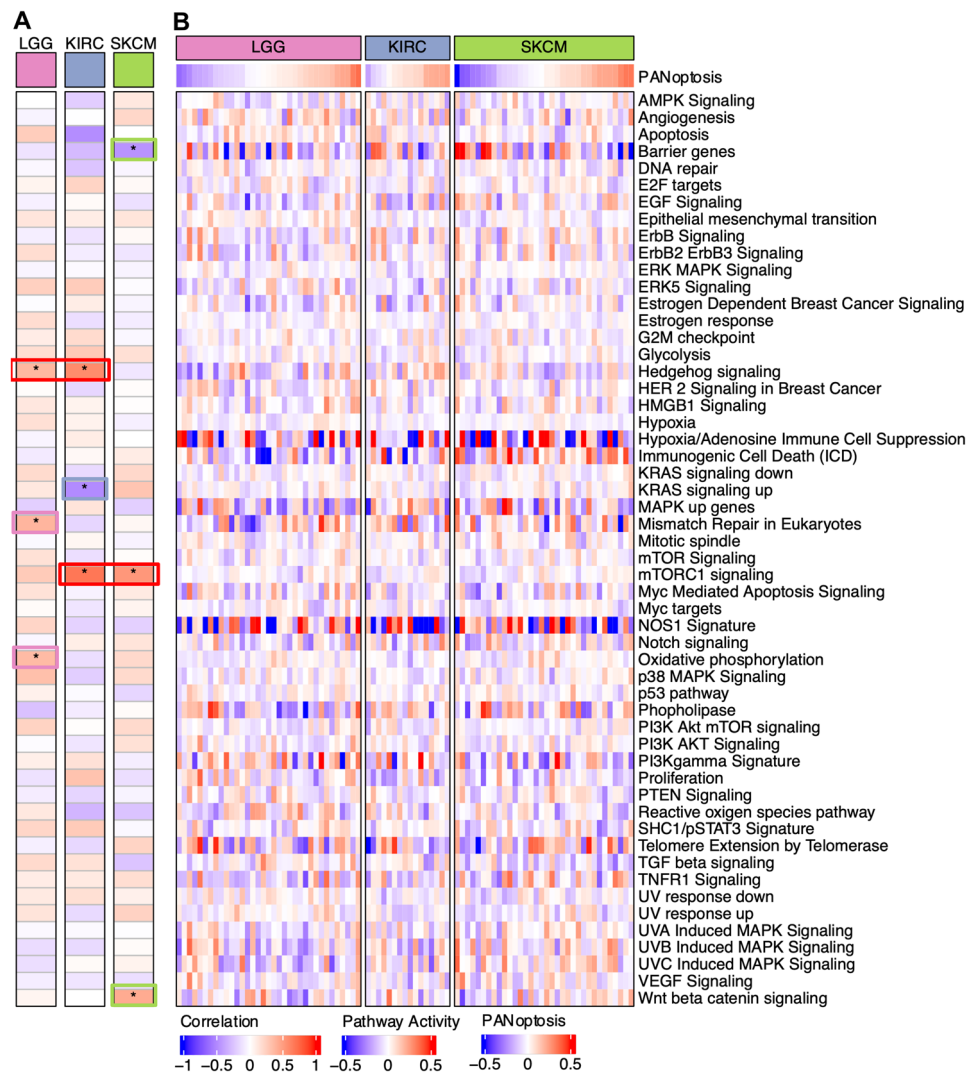 A
B
LGG KIRC SKCM
LGG KIRC SKCM
PANoptosis
AMPK Signaling
Angiogenesis
Apoptosis
*
Barrier genes
DNA repair
E2F targets
EGF Signaling
Epithelial mesenchymal transition
ErbB Signaling
ErbB2 ErbB3 Signaling
ERK MAPK Signaling
ERK5 Signaling
Estrogen Dependent Breast Cancer Signaling
Estrogen response
G2M checkpoint
Glycolysis
* *
Hedgehog signaling
HER 2 Signaling in Breast Cancer
HMGB1 Signaling
Hypoxia
Hypoxia/Adenosine Immune Cell Suppression
Immunogenic Cell Death (ICD)
KRAS signaling down
*
KRAS signaling up
MAPK up genes
*
Mismatch Repair in Eukaryotes
Mitotic spindle
mTOR Signaling
* *
mTORC1 signaling
Myc Mediated Apoptosis Signaling
Myc targets
NOS1 Signature
Notch signaling
*
Oxidative phosphorylation
p38 MAPK Signaling
p53 pathway
Phopholipase
PI3K Akt mTOR signaling
PI3K AKT Signaling
PI3Kgamma Signature
Proliferation
PTEN Signaling
Reactive oxigen species pathway
SHC1/pSTAT3 Signature
Telomere Extension by Telomerase
TGF beta signaling
TNFR1 Signaling
UV response down
UV response up
UVA Induced MAPK Signaling
UVB Induced MAPK Signaling
UVC Induced MAPK Signaling
VEGF Signaling
*
Wnt beta catenin signaling
Correlation Pathway Activity PANoptosis
−1 −0.5 0 0.5 1 −0.5 0 0.5 −0.5 0 0.5